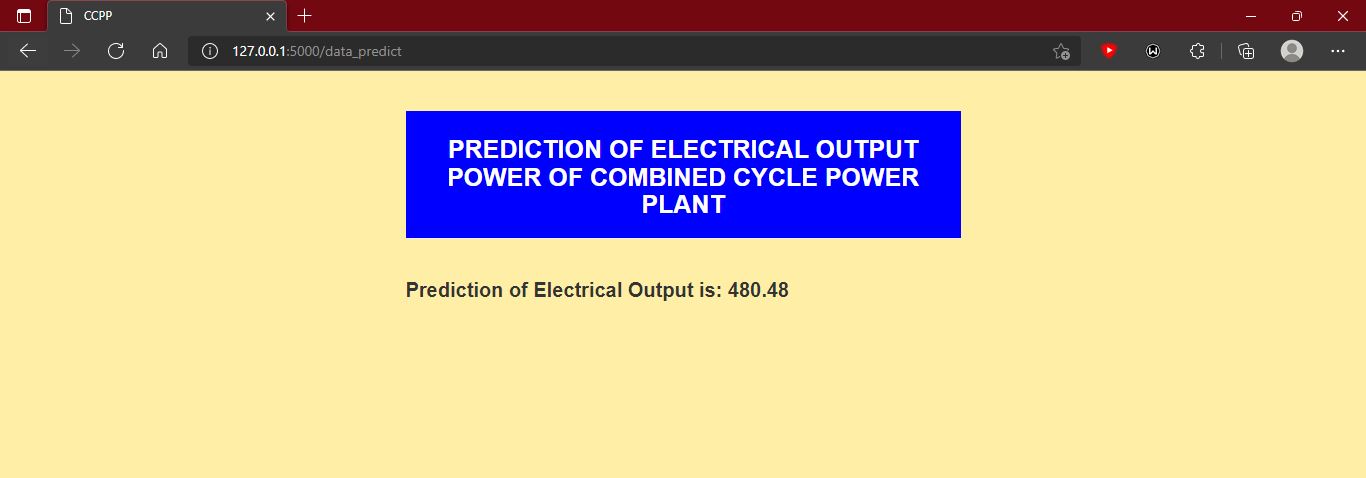 CCPP
127.0.0.1:5000/data_predict
PREDICTION OF ELECTRICAL OUTPUT
POWER OF COMBINED CYCLE POWER
PLANT
Prediction of Electrical Output is: 480.48